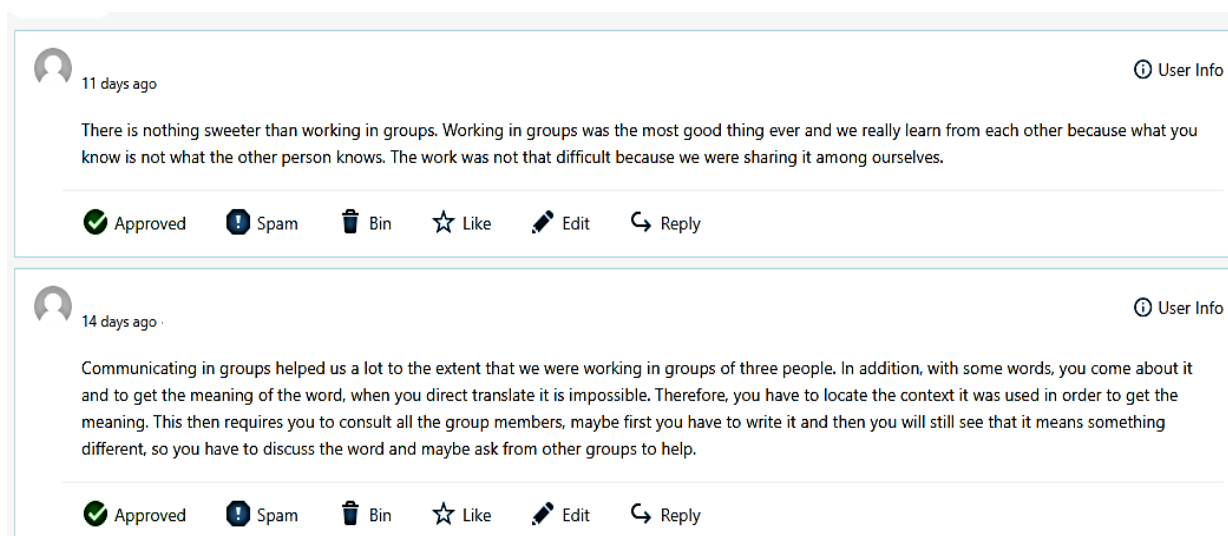 11 days ago
User Info
There is nothing sweeter than working in groups. Working in groups was the most good thing ever and we really learn from each other because what you
know is not what the other person knows. The work was not that difficult because we were sharing it among ourselves.
Approved Spam Bin Like Edit Reply
14 days ago
User Info
Communicating in groups helped us a lot to the extent that we were working in groups of three people. In addition, with some words, you come about it
and to get the meaning of the word, when you direct translate it is impossible. Therefore, you have to locate the context it was used in order to get the
meaning. This then requires you to consult all the group members, maybe first you have to write it and then you will still see that it means something
different, so you have to discuss the word and maybe ask from other groups to help.
Approved Spam Bin Like Edit Reply